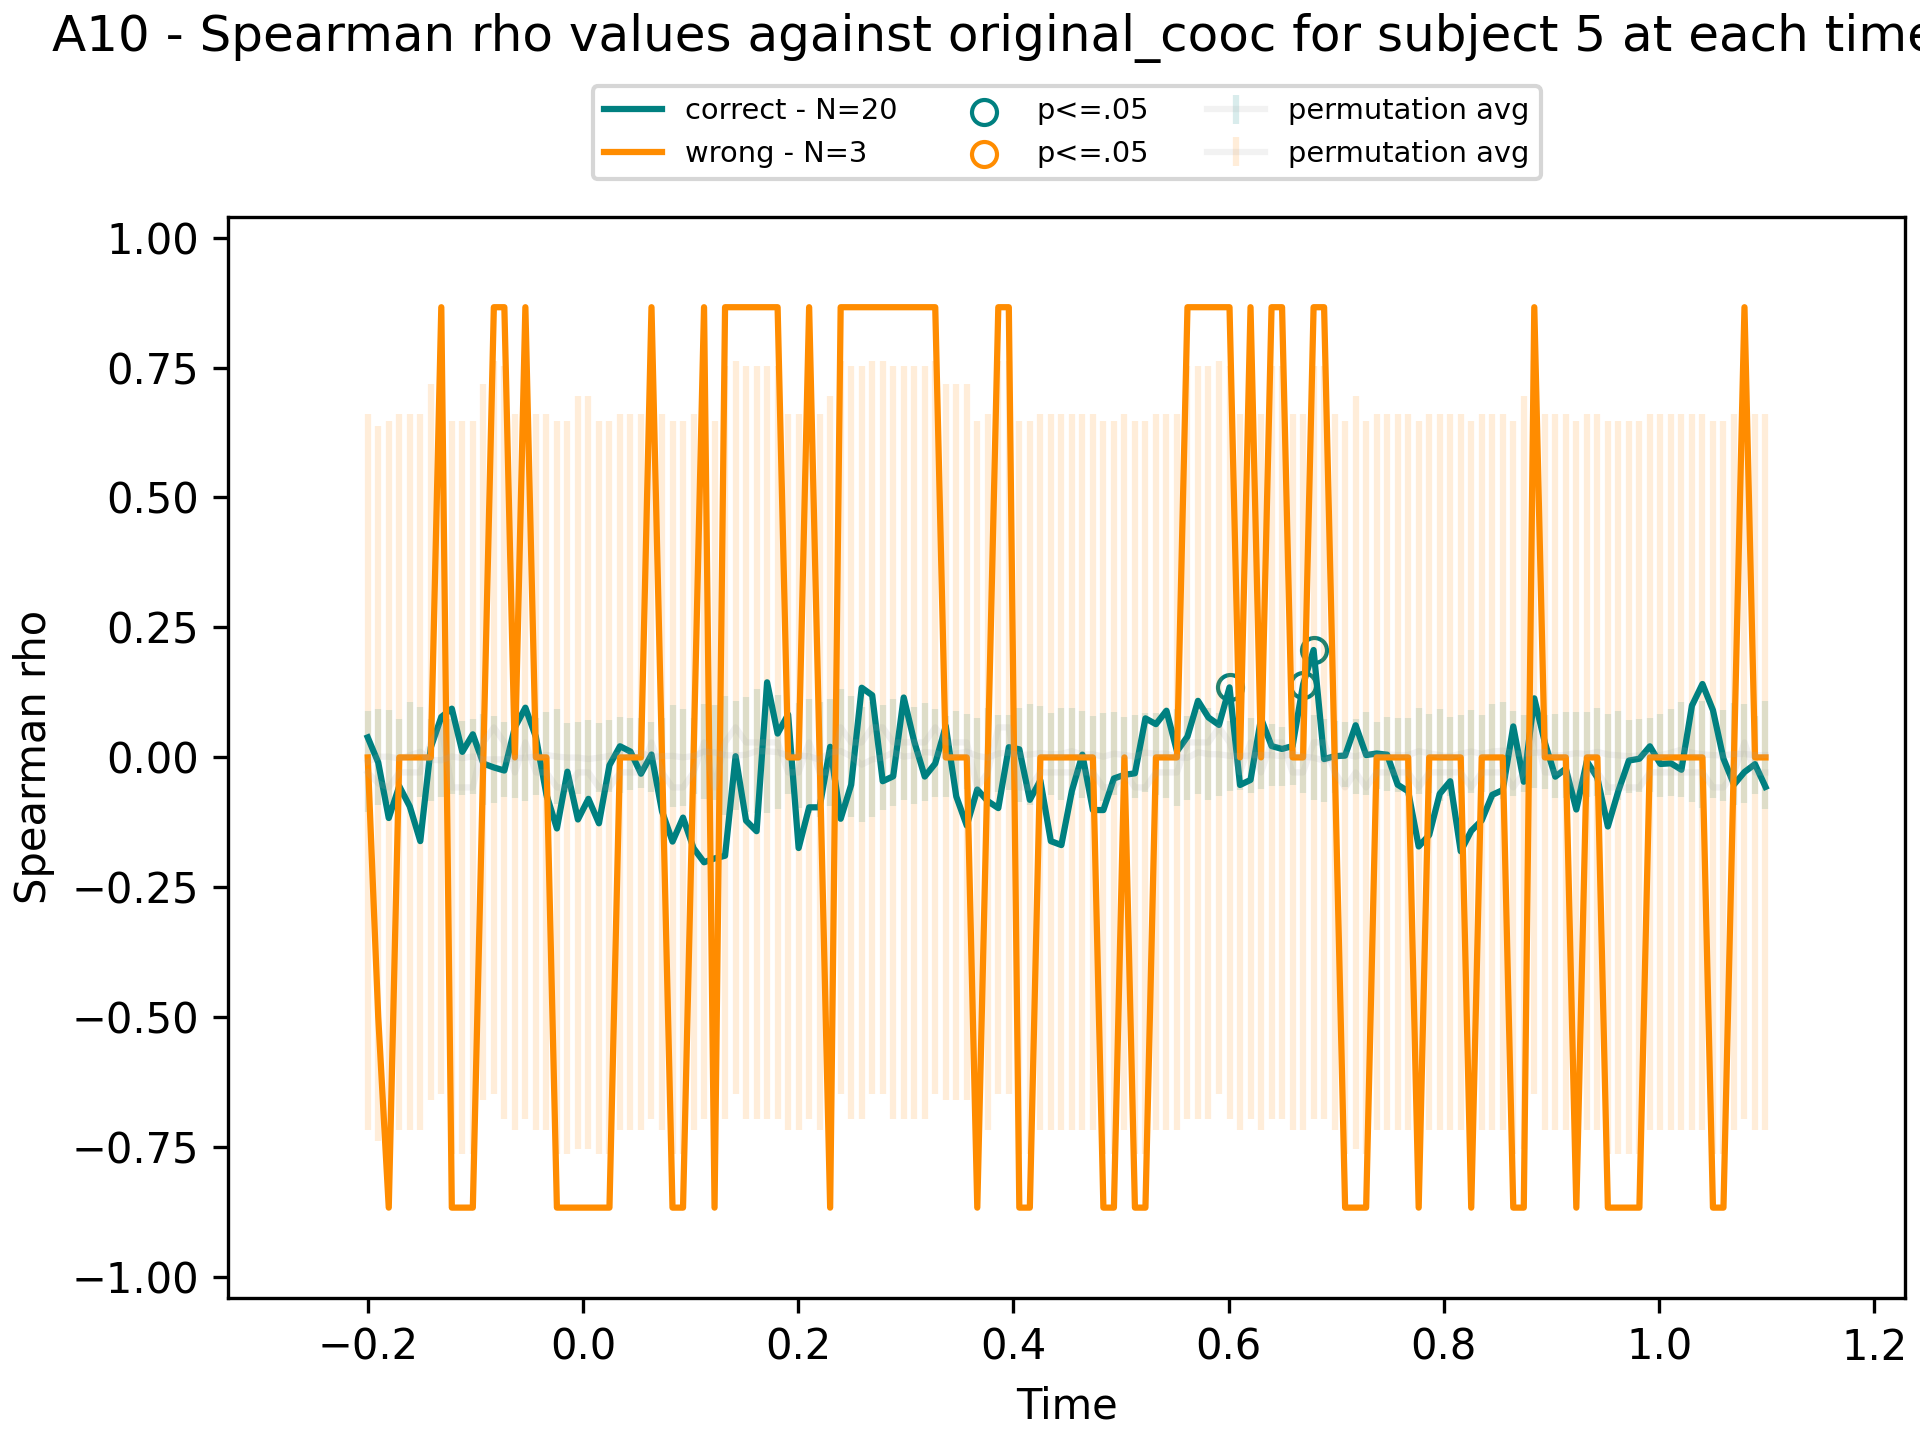 A10 - Spearman rho values against original_cooc for subject 5 at each time
correct - N=20 p<=.05 permutation avg
wrong - N=3 p<=.05 permutation avg
1.00
0.75
0.50
0.25
0.00
−0.25
−0.50
−0.75
−1.00
Spearman rho
−0.2 0.0 0.2 0.4 0.6 0.8 1.0 1.2
Time